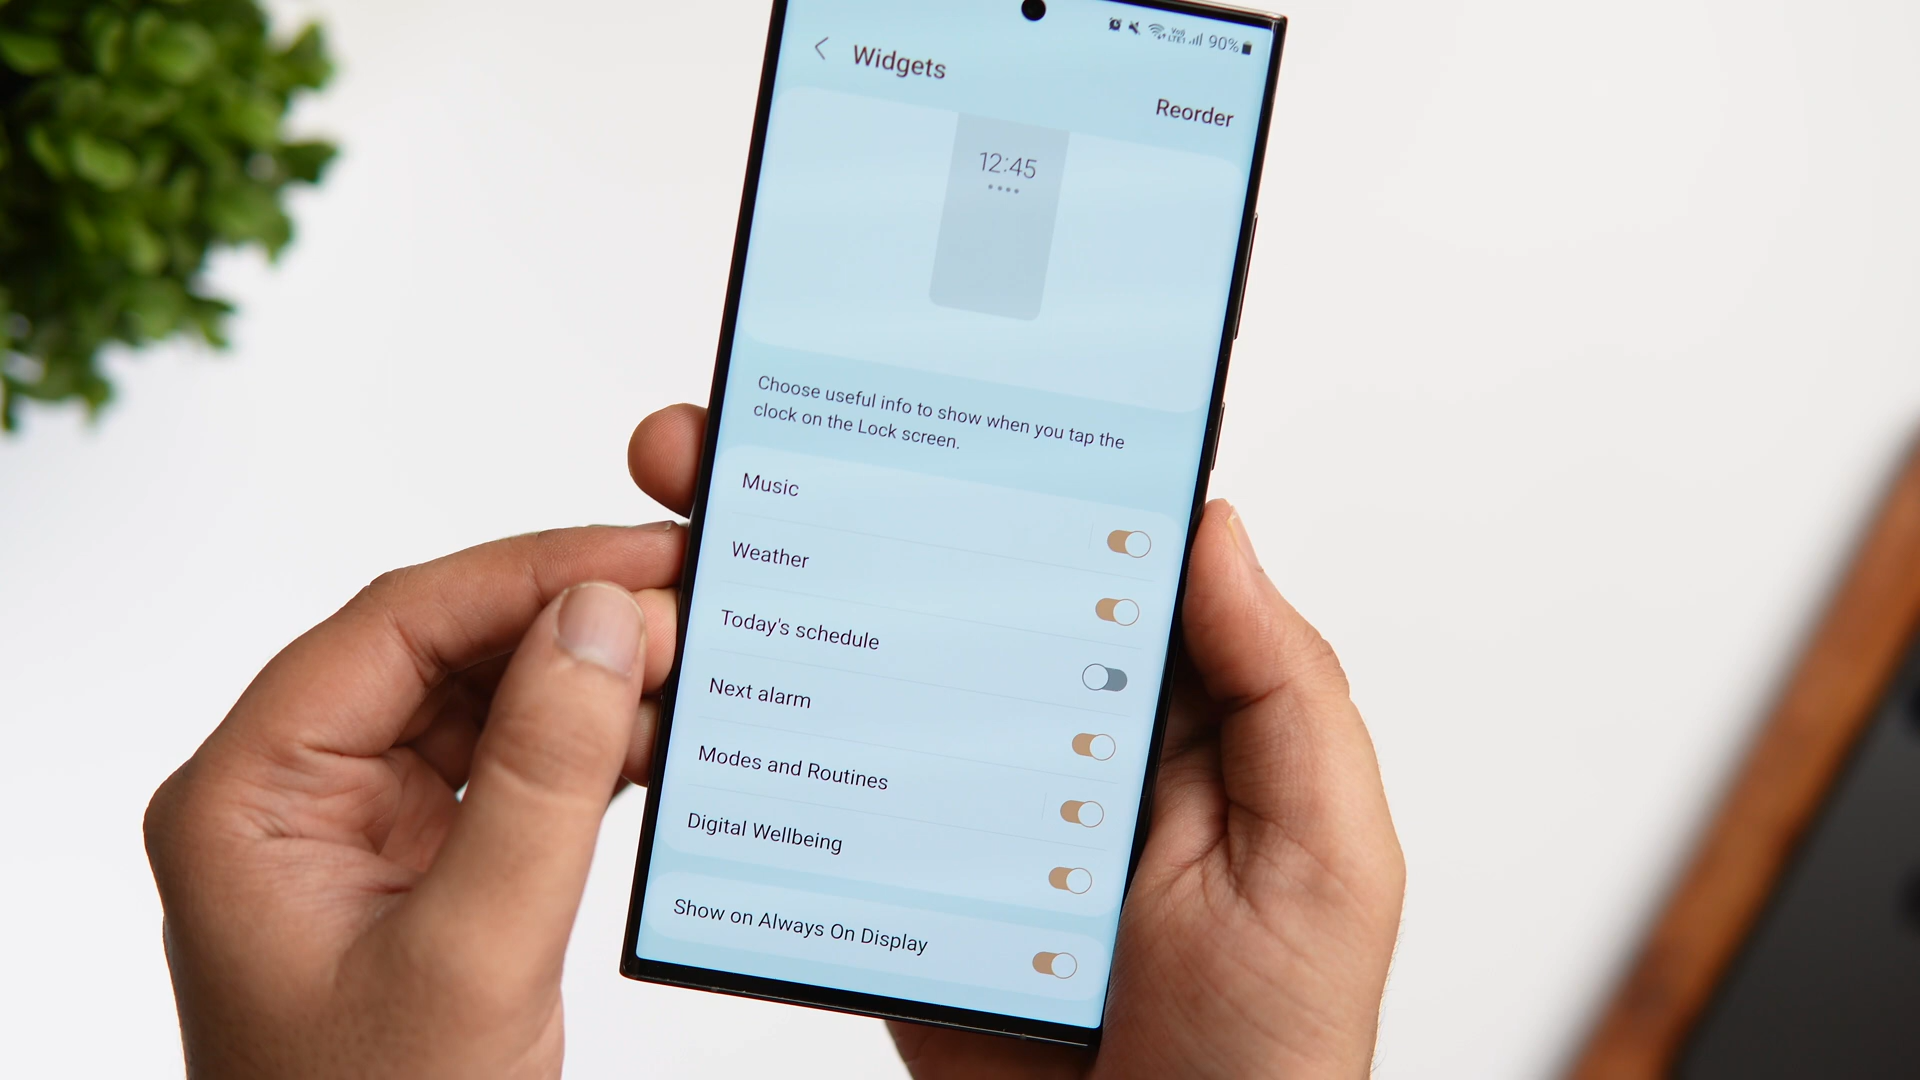 90%
Widgets
Reorder
12:45
Choose useful info to show when you tap the
clock on the Lock screen.
Music
Weather
Today's schedule
Next alarm
Modes and Routines
Digital Wellbeing
Show on Always On Display